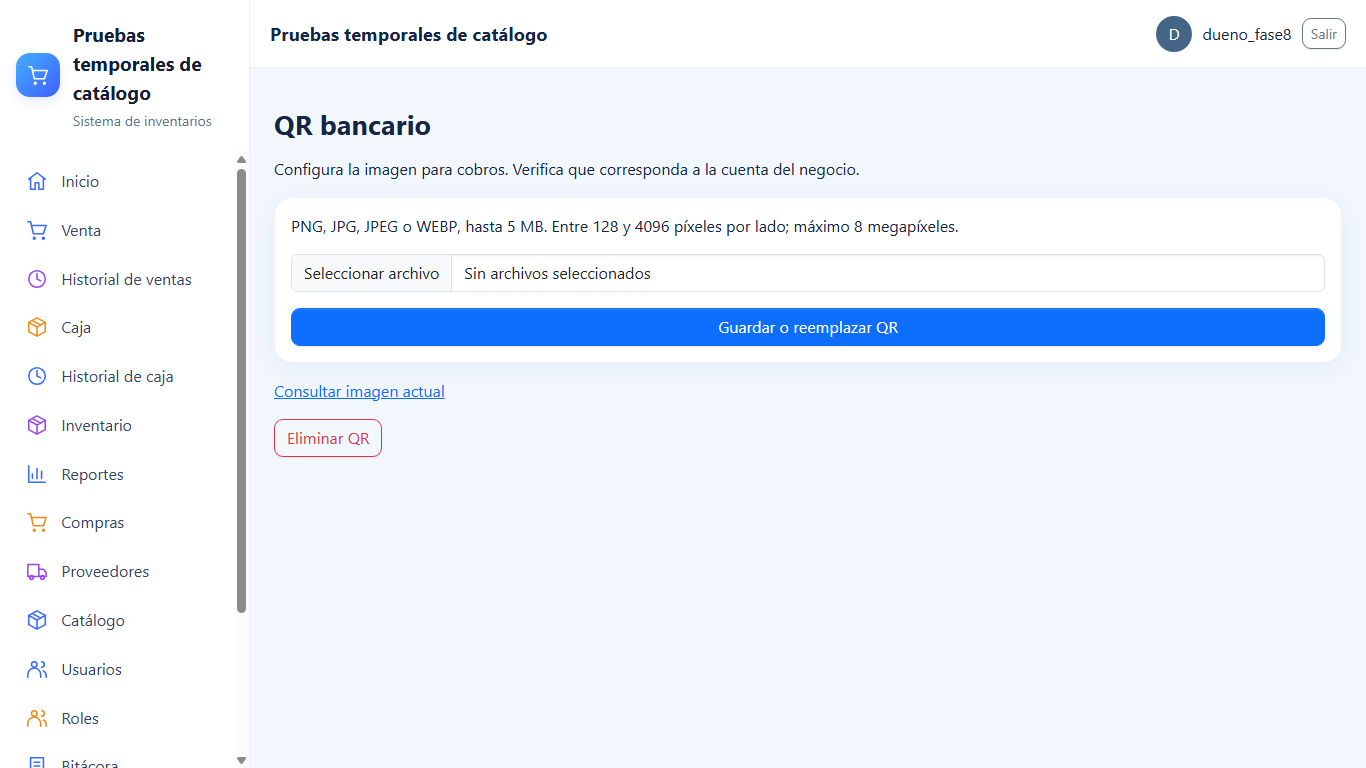 Pruebas
temporales de
catálogo
Sistema de inventarios
Inicio
Venta
Historial de ventas
Caja
Historial de caja
Inventario
Reportes
Compras
Proveedores
Catálogo
Usuarios
Roles
Bitácora
Pruebas temporales de catálogo
D
dueno_fase8
Salir
QR bancario
Configura la imagen para cobros. Verifica que corresponda a la cuenta del negocio.
PNG, JPG, JPEG o WEBP, hasta 5 MB. Entre 128 y 4096 píxeles por lado; máximo 8 megapíxeles.
Seleccionar archivo Sin archivos seleccionados
Guardar o reemplazar QR
Consultar imagen actual
Eliminar QR